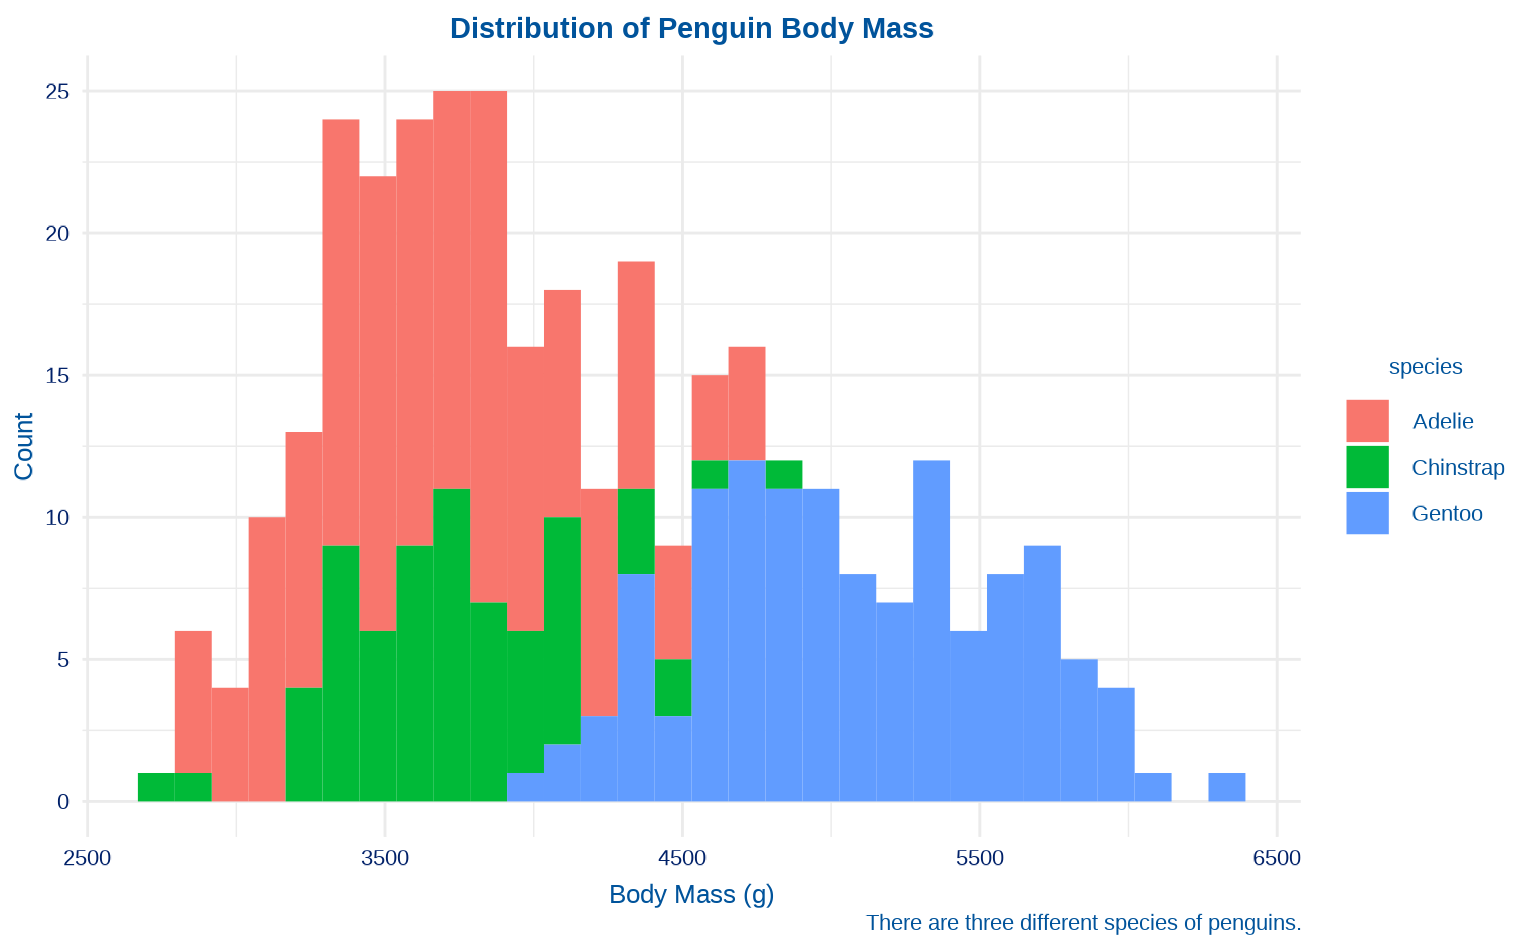 Distribution of Penguin Body Mass
25
20
15
10
5
0
Count
2500 3500 4500 5500 6500
Body Mass (g)
species
Adelie
Chinstrap
Gentoo
There are three different species of penguins.